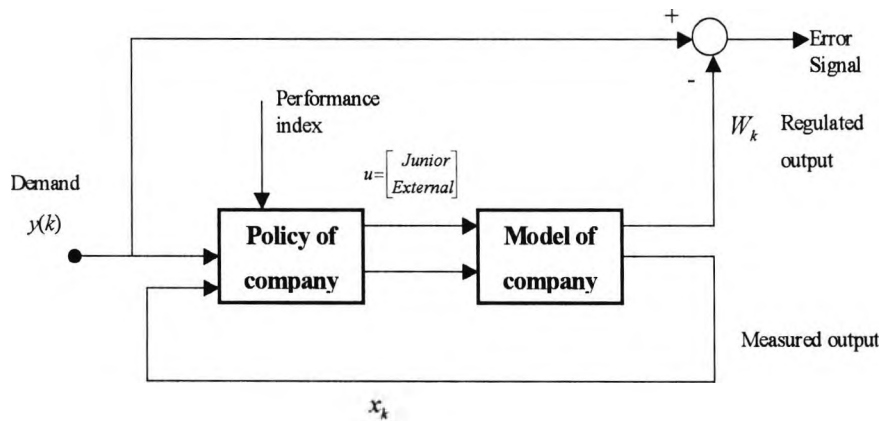 +
Error
Signal
-
Performance
index
W_k Regulated
output
u=[Junior
External]
Demand
y(k)
Policy of
company
Model of
company
Measured output
x_k